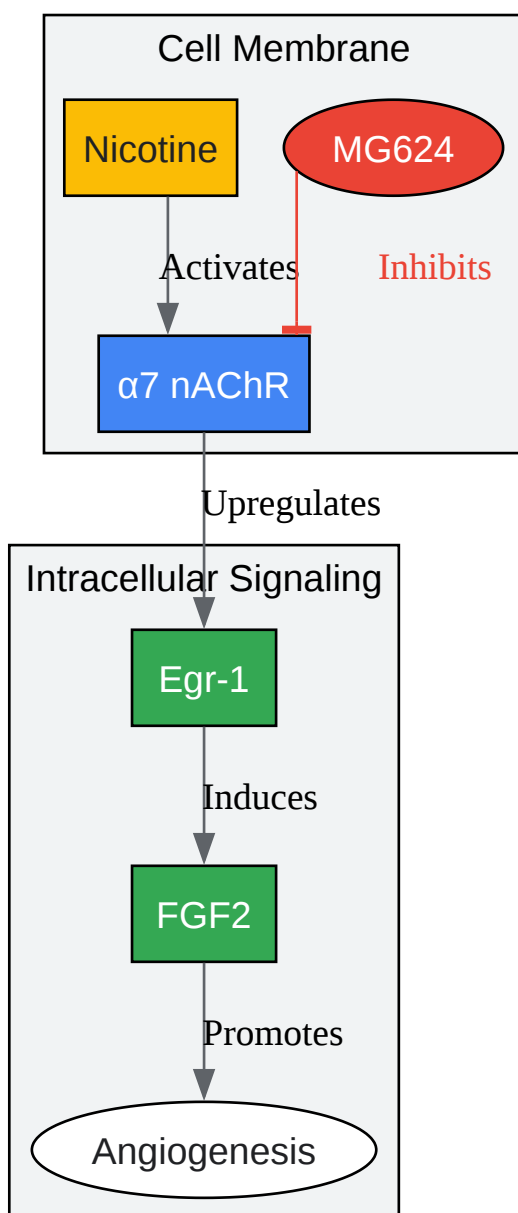 Cell Membrane
Nicotine
MG624
Activates
Inhibits
α7 nAChR
Upregulates
Intracellular Signaling
Egr-1
Induces
FGF2
Promotes
Angiogenesis